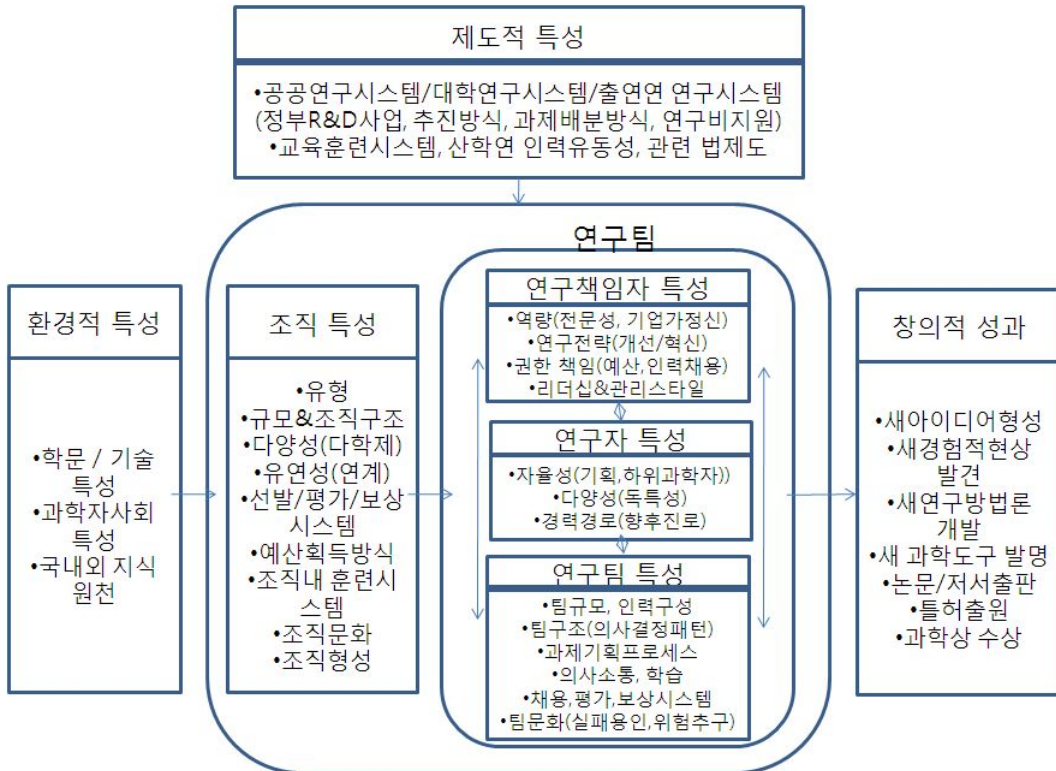 제도적 특성
•공공연구시스템/대학연구시스템/출연연 연구시스템
(정부R&D사업, 추진방식, 과제배분방식, 연구비지원)
•교육훈련시스템, 산학연 인력유동성, 관련 법제도
환경적 특성
•학문 / 기술
특성
•과학자사회
특성
•국내외 지식
원천
조직 특성
•유형
•규모&조직구조
•다양성(다학제)
•유연성(연계)
•선발/평가/보상
시스템
•예산획득방식
•조직내 훈련시
스템
•조직문화
•조직형성
연구팀
연구책임자 특성
•역량(전문성, 기업가정신)
•연구전략(개선/혁신)
•권한 책임(예산,인력채용)
•리더십&관리스타일
연구자 특성
•자율성(기획,하위과학자))
•다양성(독특성)
•경력경로(향후진로)
연구팀 특성
•팀규모, 인력구성
•팀구조(의사결정패턴)
•과제기획프로세스
•의사소통, 학습
•채용,평가,보상시스템
•팀문화(실패용인,위험추구)
창의적 성과
•새아이디어형성
•새경험적현상
발견
•새연구방법론
개발
•새 과학도구 발명
•논문/저서출판
•틀허출원
•과학상 수상